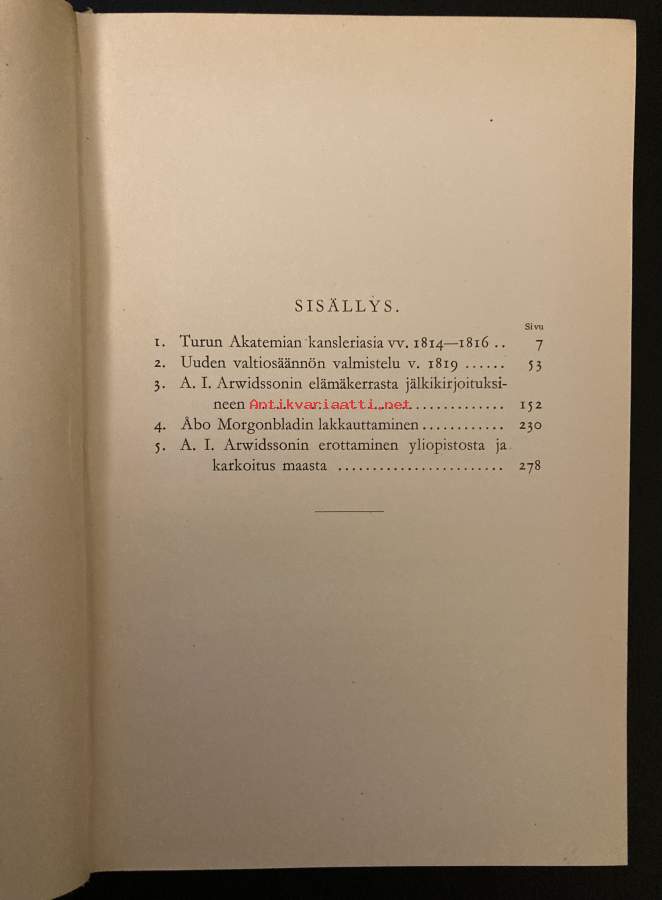 SISÄLLYS.
Sivu
1. Turun Akatemian kansleriasia vv. 1814—1816 .. 7
2. Uuden valtiosäännön valmistelu v. 1819 ...... 53
3. A. I. Arwidssonin elämäkerrasta jälkikirjoituksi-
neen .............................. 152
Antikvariaatti.net
4. Åbo Morgonbladin lakkauttaminen ............ 230
5. A. I. Arwidssonin erottaminen yliopistosta ja
karkoitus maasta ........................ 278